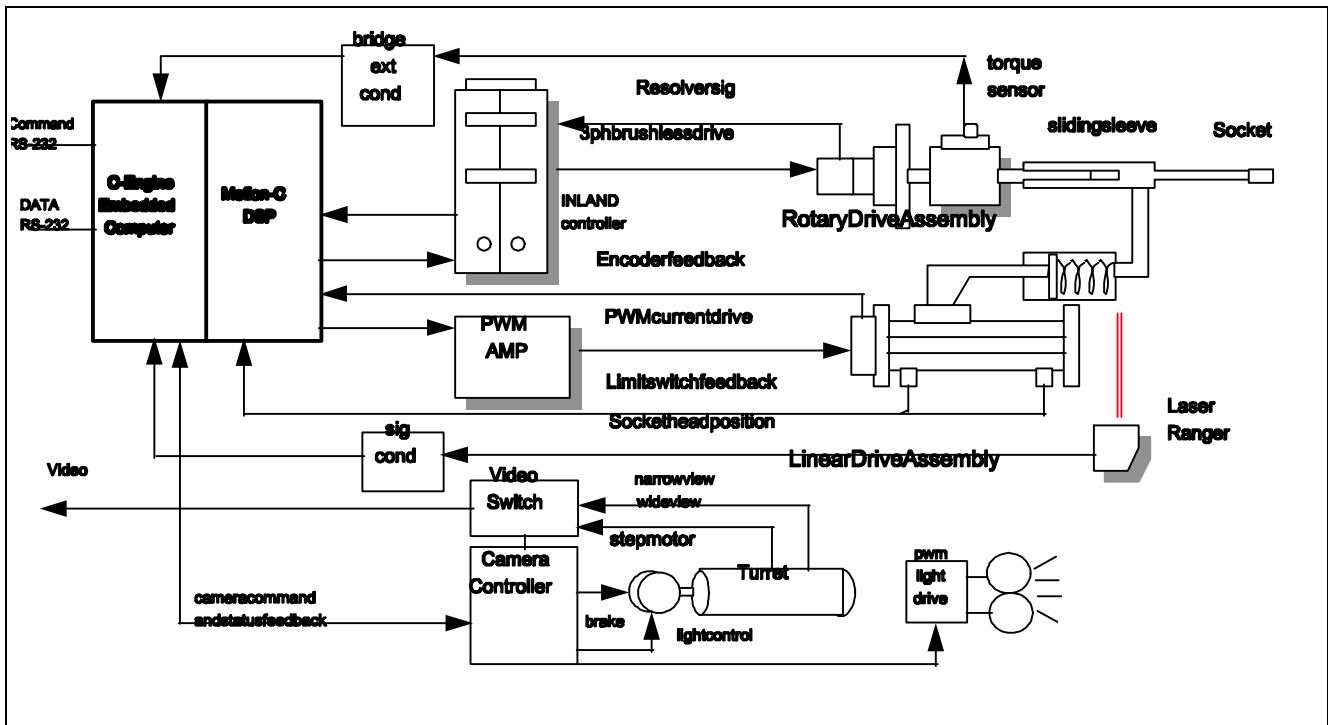 bridge
ext
cond
torque
sensor
Resolversig
3phbrushlessdrive
slidingsleeve
Socket
Command
RS-232
C-Engine
Embedded
Computer
Motion-C
DSP
DATA
RS-232
INLAND
controller
RotaryDriveAssembly
Encoderfeedback
PWM
AMP
PWMcurrentdrive
Limitswitchfeedback
Socketheadposition
Laser
Ranger
sig
cond
LinearDriveAssembly
Video
Video
Switch
narrowview
wideview
stepmotor
Camera
Controller
Turret
pwm
light
drive
cameracommand
andstatusfeedback
brake
lightcontrol